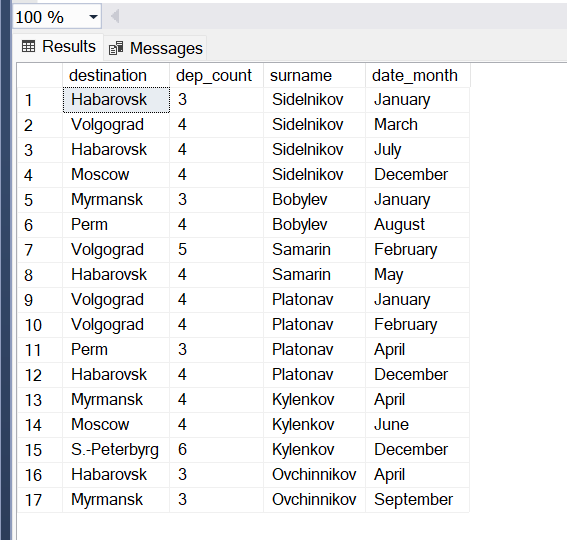 100 %
Results Messages
destination dep_count surname date_month
1 Habarovsk 3 Sidelnikov January
2 Volgograd 4 Sidelnikov March
3 Habarovsk 4 Sidelnikov July
4 Moscow 4 Sidelnikov December
5 Myrmansk 3 Bobylev January
6 Perm 4 Bobylev August
7 Volgograd 5 Samarin February
8 Habarovsk 4 Samarin May
9 Volgograd 4 Platonav January
10 Volgograd 4 Platonav February
11 Perm 3 Platonav April
12 Habarovsk 4 Platonav December
13 Myrmansk 4 Kylenkov April
14 Moscow 4 Kylenkov June
15 S.-Peterbyrg 6 Kylenkov December
16 Habarovsk 3 Ovchinnikov April
17 Myrmansk 3 Ovchinnikov September